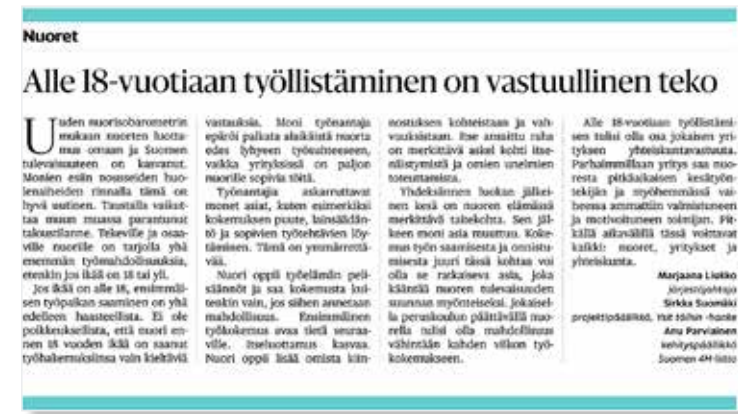 Nuoret
Alle 18-vuotiaan työllistäminen on vastuullinen teko
Uuden nuorisobarometrin
mukaan nuorten luotta-
mus omaan ja Suomen
tulevaisuuteen on kasvanut.
Monien esiin nousseiden huo-
lenaiheiden rinnalla tämä on
hyvä uutinen. Taustalla vaikut-
taa muun muassa parantunut
taloustilanne. Tekeville ja osaa-
ville nuorille on tarjolla yhä
enemmän työmahdollisuuksia,
etenkin jos ikää on 18 tai yli.
Jos ikää on alle 18, ensimmäi-
sen työpaikan saaminen on yhä
edelleen haasteellista. Ei ole
poikkeuksellista, että nuori en-
nen 18 vuoden ikää on saanut
työhakemuksiinsa vain kieltäviä
vastauksia. Moni työnantaja
epäröi palkata alaikäistä nuorta
edes lyhyeen työsuhteeseen,
vaikka yrityksissä on paljon
nuorille sopivia töitä.
Työnantajia askarruttavat
monet asiat, kuten esimerkiksi
kokemuksen puute, lainsäädän-
tö ja sopivien työtehtävien löy-
täminen. Tämä on ymmärrettä-
vää.
Nuori oppii työelämän peli-
säännöt ja saa kokemusta kui-
tenkin vain, jos siihen annetaan
mahdollisuus. Ensimmäinen
työkokemus avaa tietä seuraa-
ville. Itseluottamus kasvaa.
Nuori oppii lisää omista kiin-
nostuksen kohteistaan ja vah-
vuuksistaan. Itse ansaittu raha
on merkittävä askel kohti itse-
näistymistä ja omien unelmien
toteuttamista.
Yhdeksännen luokan jälkei-
nen kesä on nuoren elämässä
merkittävä taitekohta. Sen jäl-
keen moni asia muuttuu. Koke-
mus työn saamisesta ja onnistu-
misesta juuri tässä kohtaa voi
olla se ratkaiseva asia, joka
kääntää nuoren tulevaisuuden
suunnan myönteiseksi. Jokaisel-
la peruskoulun päättävällä nuo-
rella tulisi olla mahdollisuus
vähintään kahden viikon työ-
kokemukseen.
Alle 18-vuotiaan työllistämi-
sen tulisi olla osa jokaisen yri-
tyksen yhteiskuntavastuuta.
Parhaimmillaan yritys saa nuo-
resta pitkäaikaisen kesätyön-
tekijän ja myöhemmässä vai-
heessa ammattiin valmistuneen
ja motivoituneen toimijan. Pit-
källä aikavälillä tässä voittavat
kaikki: nuoret, yritykset ja
yhteiskunta.
Marjaana Liukko
järjestöjohtaja
Sirkka Suomäki
projektipäällikkö, Hit töihin -hanke
Anu Parviainen
kehityspäällikkö
Suomen 4H-liitto